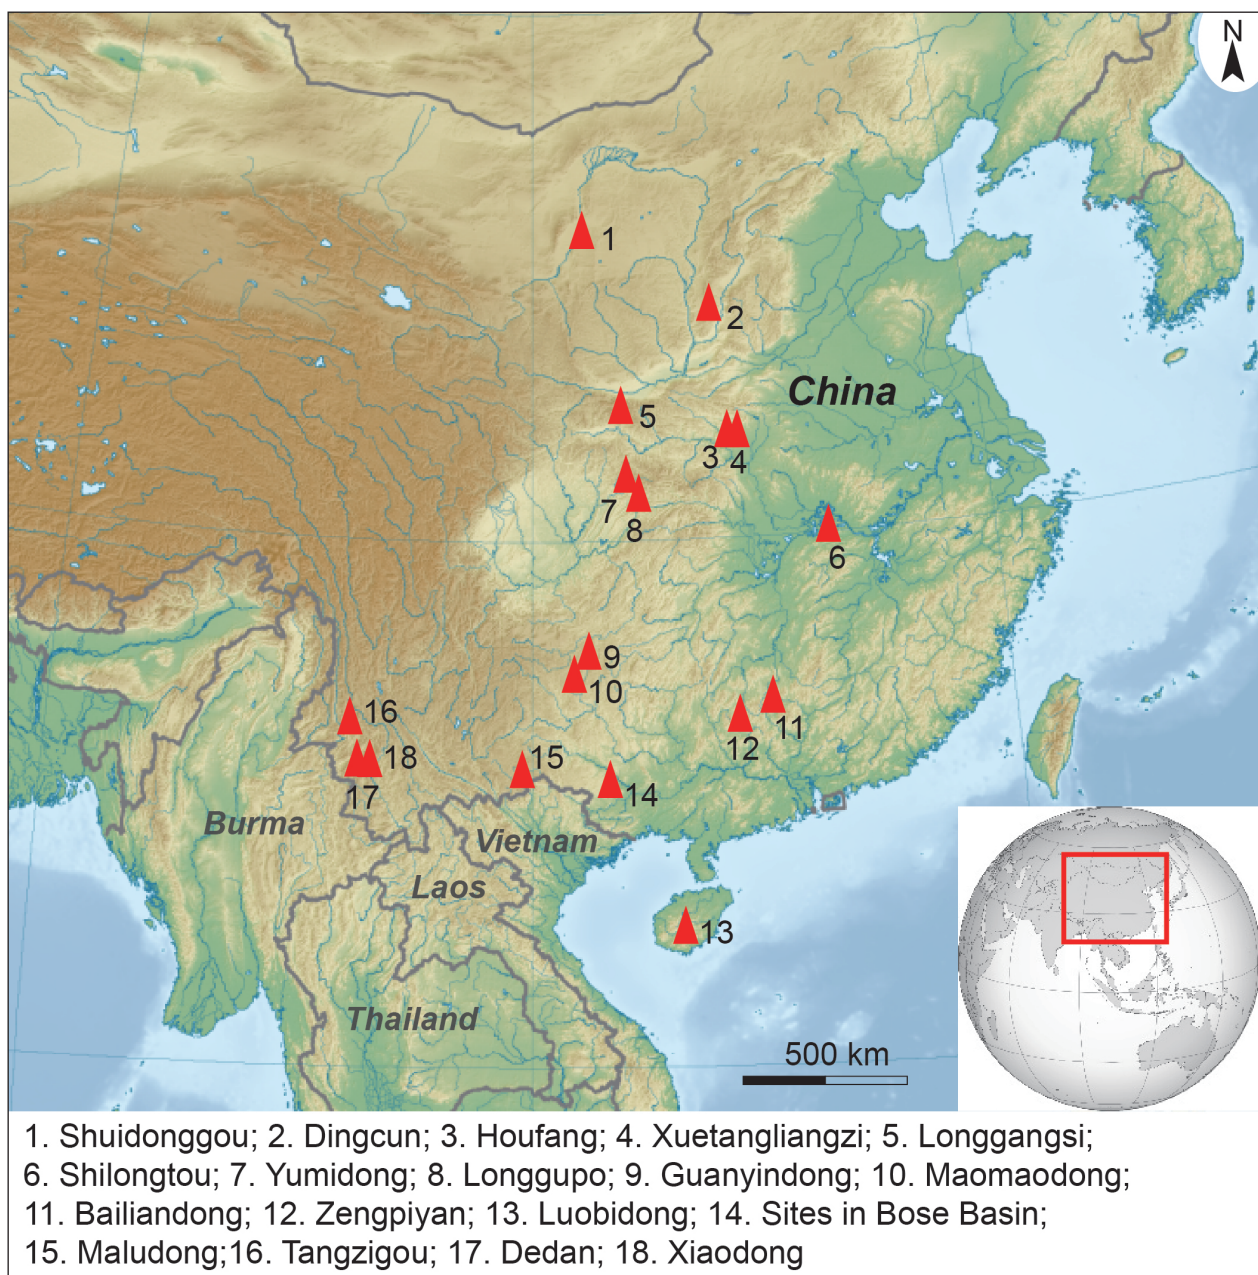 N
1
2
China
5
3
4
7
8
6
9
10
16
11
12
18
15
17
14
Burma
Vietnam
Laos
13
Thailand
500 km
1. Shuidonggou; 2. Dingcun; 3. Houfang; 4. Xuetangliangzi; 5. Longgangsi;
6. Shilongtou; 7. Yumidong; 8. Longgupo; 9. Guanyindong; 10. Maomaodong;
11. Bailiandong; 12. Zengpiyan; 13. Luobidong; 14. Sites in Bose Basin;
15. Maludong;16. Tangzigou; 17. Dedan; 18. Xiaodong